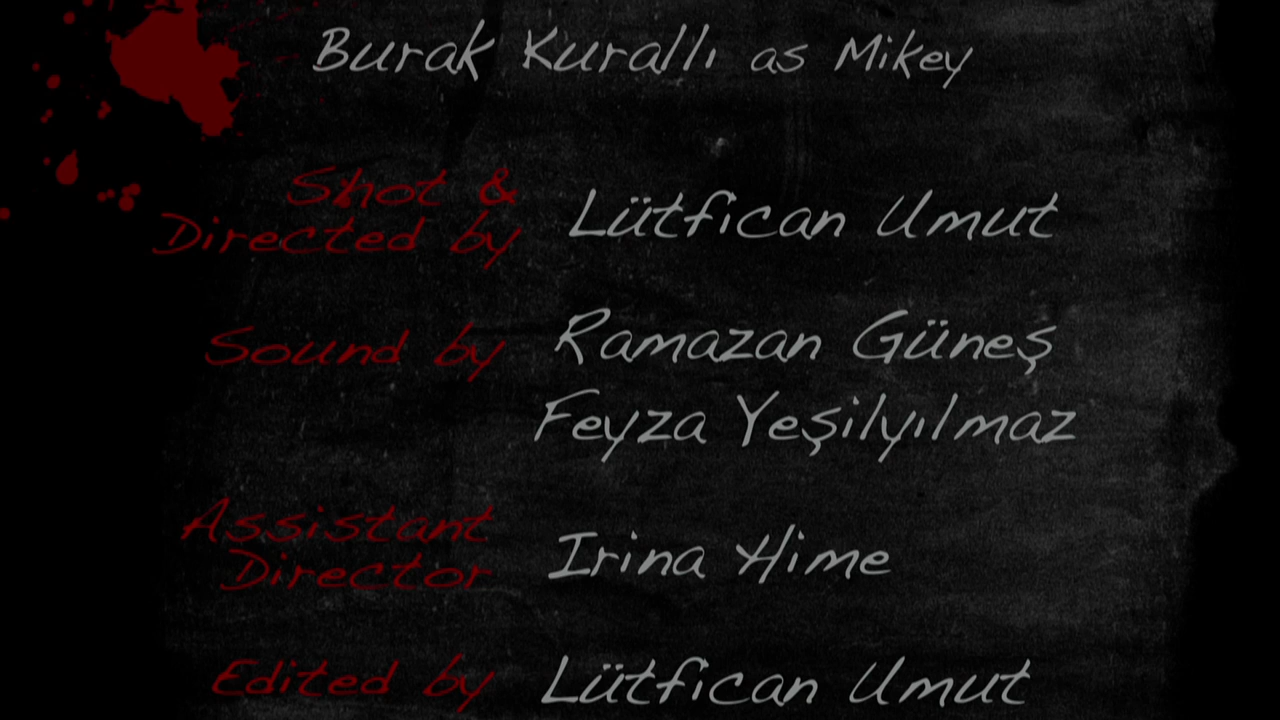 Burak Kurallı as Mikey
Shot &
Directed by Lütfican Umut
Sound by Ramazan Güneş
Feyza Yeşilyılmaz
Assistant
Director Irina Hime
Edited by Lütfican Umut